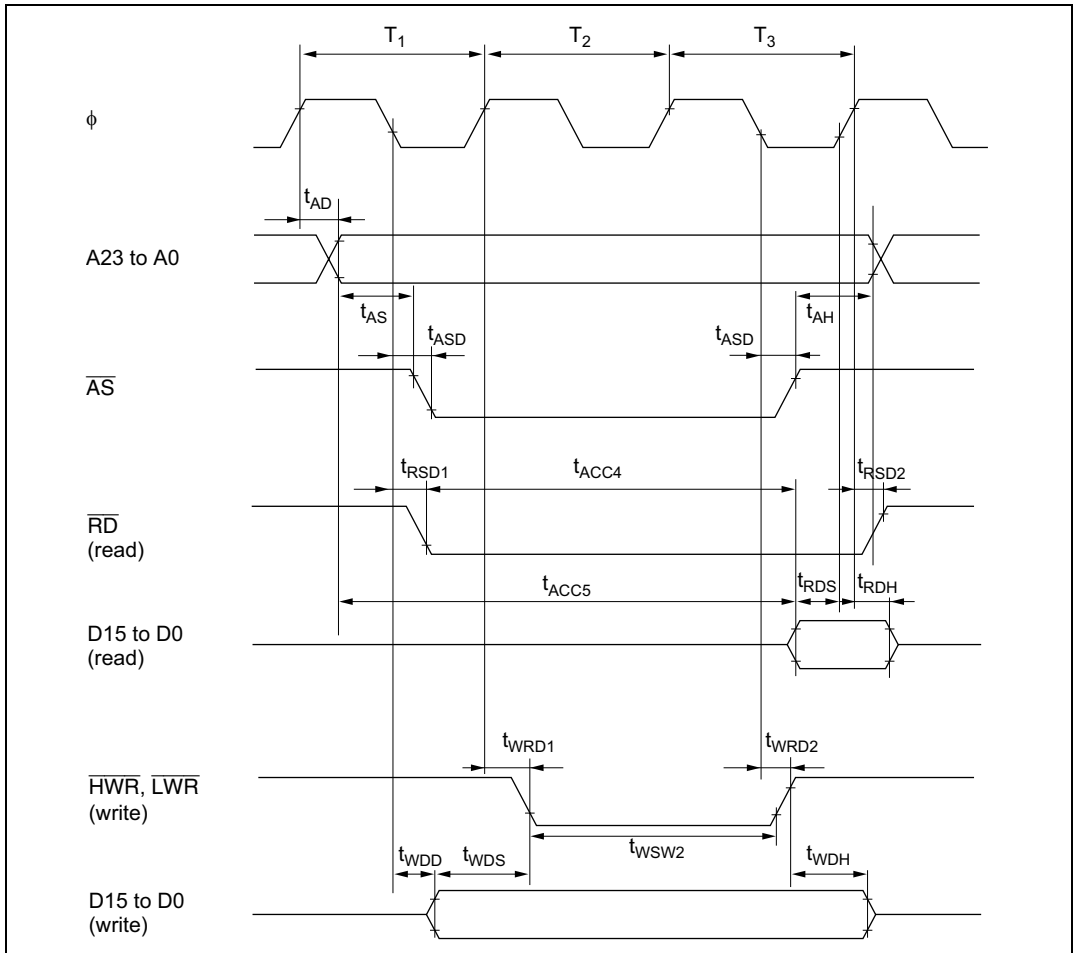 T1 T2 T3
φ
tAD
A23 to A0
tAS tAH
tASD tASD
AS
tRSD1 tACC4 tRSD2
RD
(read)
tACC5 tRDS tRDH
D15 to D0
(read)
tWRD1 tWRD2
HWR, LWR
(write)
tWSW2
tWDD tWDS tWDH
D15 to D0
(write)